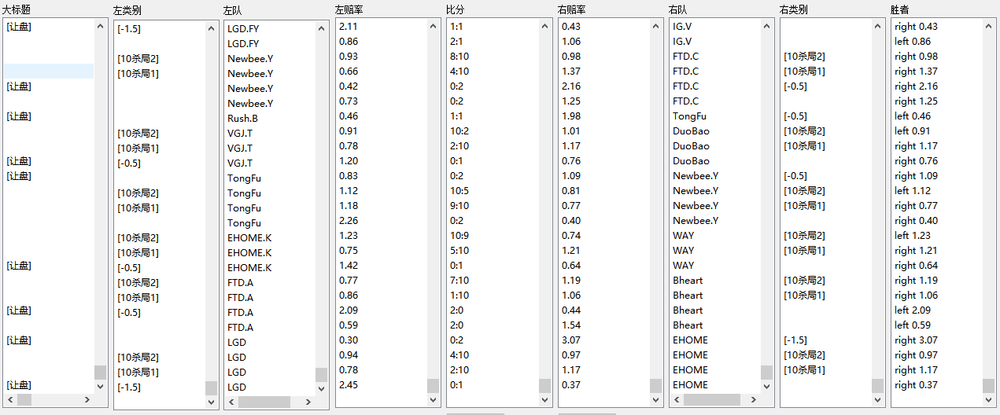 大标题 左类别 左队 左赔率 比分 右赔率 右队 右类别 胜者
[让盘] [-1.5] LGD.FY 2.11 1:1 0.43 IG.V right 0.43
LGD.FY 0.86 2:1 1.06 IG.V left 0.86
[10杀局2] Newbee.Y 0.93 8:10 0.98 FTD.C [10杀局2] right 0.98
[10杀局1] Newbee.Y 0.66 4:10 1.37 FTD.C [10杀局1] right 1.37
[让盘] Newbee.Y 0.42 0:2 2.16 FTD.C [-0.5] right 2.16
Newbee.Y 0.73 0:2 1.25 FTD.C right 1.25
[让盘] Rush.B 0.46 1:1 1.98 TongFu [-0.5] left 0.46
[10杀局2] VGJ.T 0.91 10:2 1.01 DuoBao [10杀局2] left 0.91
[10杀局1] VGJ.T 0.78 2:10 1.17 DuoBao [10杀局1] right 1.17
[让盘] [-0.5] VGJ.T 1.20 0:1 0.76 DuoBao right 0.76
[让盘] TongFu 0.83 0:2 1.09 Newbee.Y [-0.5] right 1.09
[10杀局2] TongFu 1.12 10:5 0.81 Newbee.Y [10杀局2] left 1.12
[10杀局1] TongFu 1.18 9:10 0.77 Newbee.Y [10杀局1] right 0.77
TongFu 2.26 0:2 0.40 Newbee.Y right 0.40
[10杀局2] EHOME.K 1.23 10:9 0.74 WAY [10杀局2] left 1.23
[10杀局1] EHOME.K 0.75 5:10 1.21 WAY [10杀局1] right 1.21
[让盘] [-0.5] EHOME.K 1.42 0:1 0.64 WAY right 0.64
[10杀局2] FTD.A 0.77 7:10 1.19 Bheart [10杀局2] right 1.19
[10杀局1] FTD.A 0.86 1:10 1.06 Bheart [10杀局1] right 1.06
[让盘] [-0.5] FTD.A 2.09 2:0 0.44 Bheart left 2.09
FTD.A 0.59 2:0 1.54 Bheart left 0.59
[让盘] LGD 0.30 0:2 3.07 EHOME [-1.5] right 3.07
[10杀局2] LGD 0.94 4:10 0.97 EHOME [10杀局2] right 0.97
[10杀局1] LGD 0.78 2:10 1.17 EHOME [10杀局1] right 1.17
[让盘] [-1.5] LGD 2.45 0:1 0.37 EHOME right 0.37